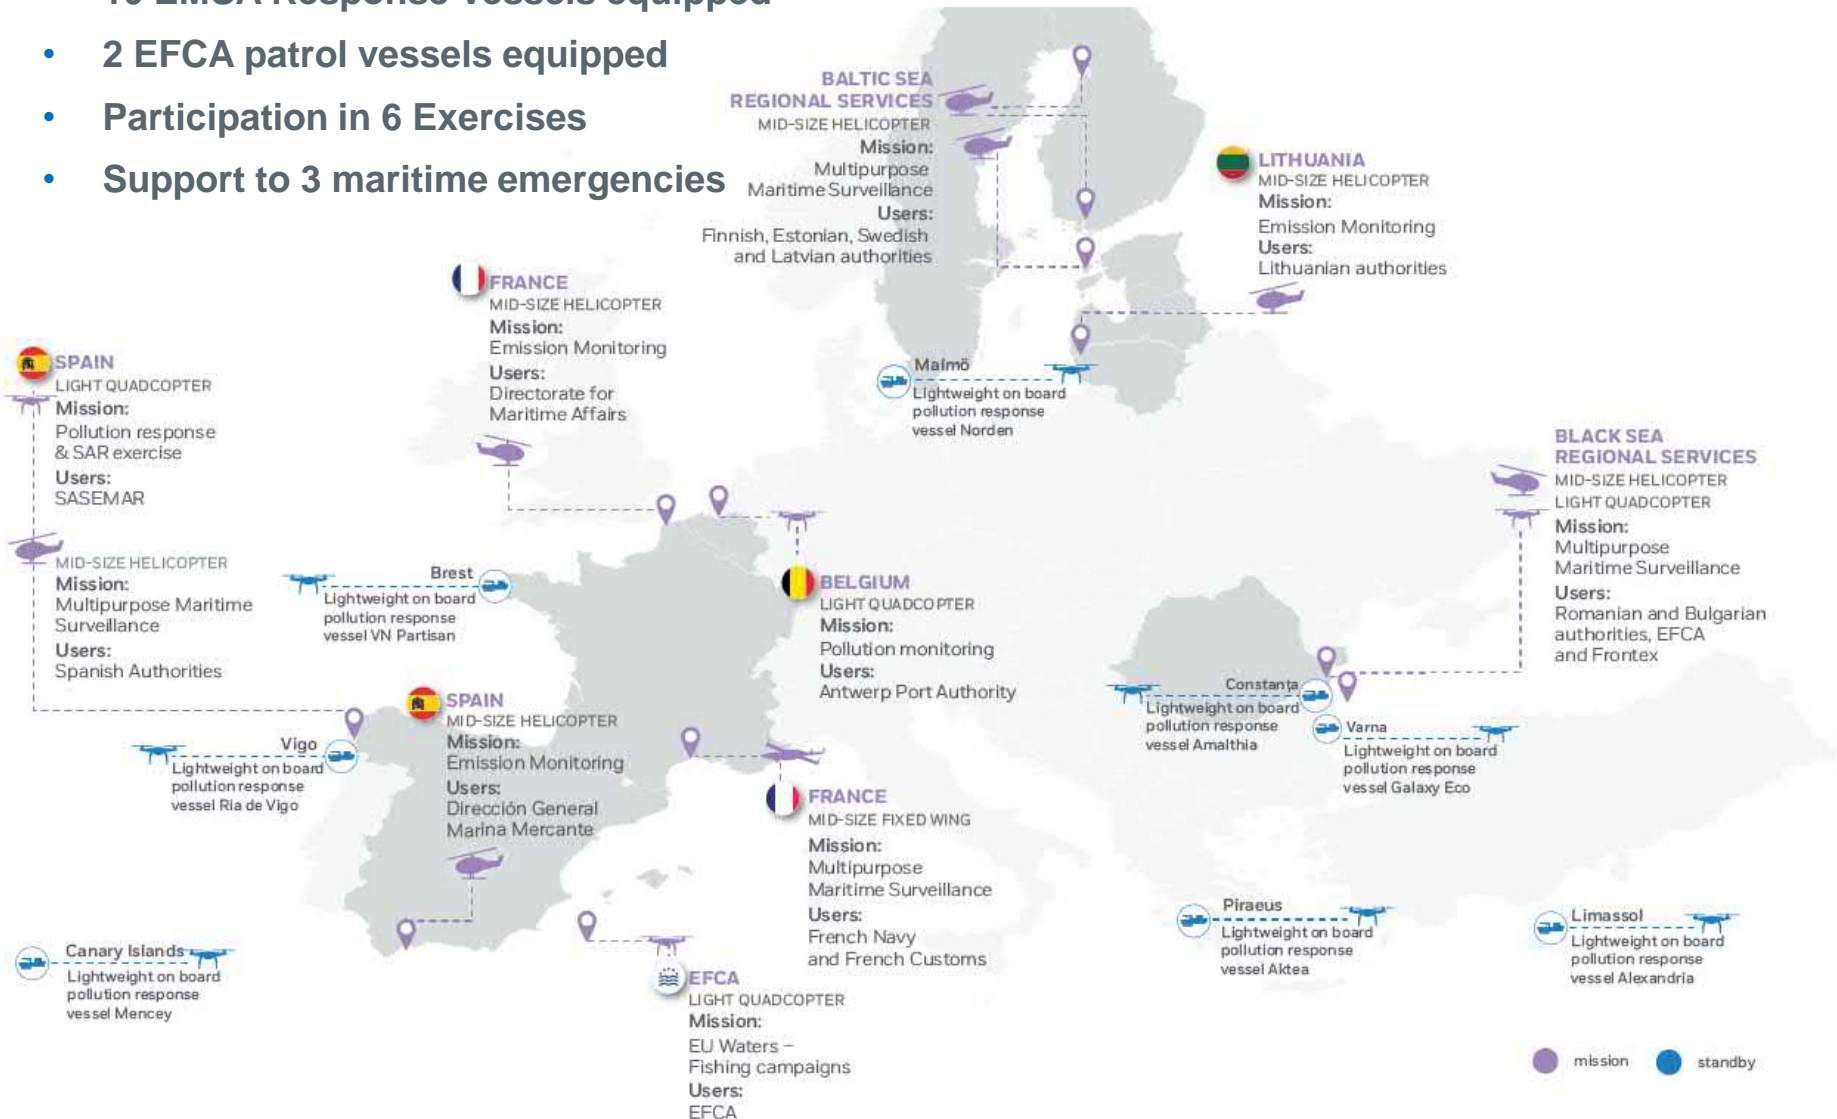 10 EMSA Response vessels equipped
• 2 EFCA patrol vessels equipped
• Participation in 6 Exercises
• Support to 3 maritime emergencies
BALTIC SEA
REGIONAL SERVICES
MID-SIZE HELICOPTER
Mission:
Multipurpose
Maritime Surveillance
Users:
Finnish, Estonian, Swedish
and Latvian authorities
LITHUANIA
MID-SIZE HELICOPTER
Mission:
Emission Monitoring
Users:
Lithuanian authorities
FRANCE
MID-SIZE HELICOPTER
Mission:
Emission Monitoring
Users:
Directorate for
Maritime Affairs
SPAIN
LIGHT QUADCOPTER
Mission:
Pollution response
& SAR exercise
Users:
SASEMAR
MID-SIZE HELICOPTER
Mission:
Multipurpose Maritime
Surveillance
Users:
Spanish Authorities
Malmö
Lightweight on board
pollution response
vessel Norden
BLACK SEA
REGIONAL SERVICES
MID-SIZE HELICOPTER
LIGHT QUADCOPTER
Mission:
Multipurpose
Maritime Surveillance
Users:
Romanian and Bulgarian
authorities, EFCA
and Frontex
Brest
Lightweight on board
pollution response
vessel VN Partisan
BELGIUM
LIGHT QUADCOPTER
Mission:
Pollution monitoring
Users:
Antwerp Port Authority
SPAIN
MID-SIZE HELICOPTER
Mission:
Emission Monitoring
Users:
Dirección General
Marina Mercante
Vigo
Lightweight on board
pollution response
vessel Ria de Vigo
Constanţa
Lightweight on board
pollution response
vessel Amalthia
Varna
Lightweight on board
pollution response
vessel Galaxy Eco
FRANCE
MID-SIZE FIXED WING
Mission:
Multipurpose
Maritime Surveillance
Users:
French Navy
and French Customs
Canary Islands
Lightweight on board
pollution response
vessel Mencey
EFCA
LIGHT QUADCOPTER
Mission:
EU Waters –
Fishing campaigns
Users:
EFCA
Piraeus
Lightweight on board
pollution response
vessel Aktea
Limassol
Lightweight on board
pollution response
vessel Alexandria
mission
standby